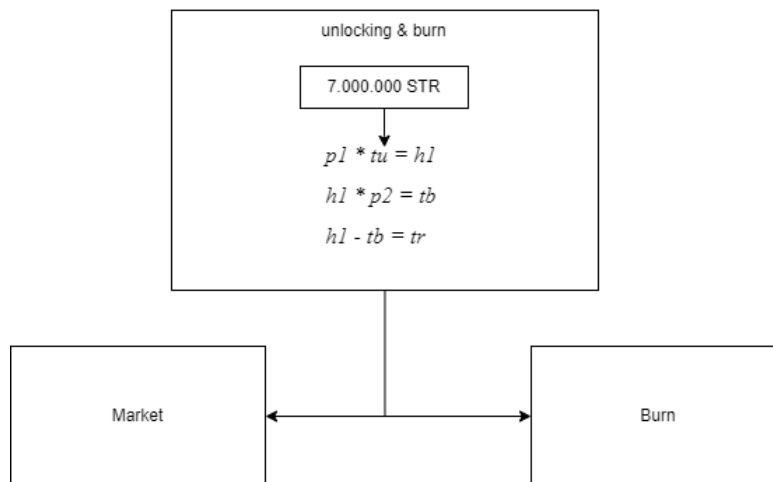 unlocking & burn
7.000.000 STR
p1 * tu = h1
h1 * p2 = tb
h1 - tb = tr
Market
Burn